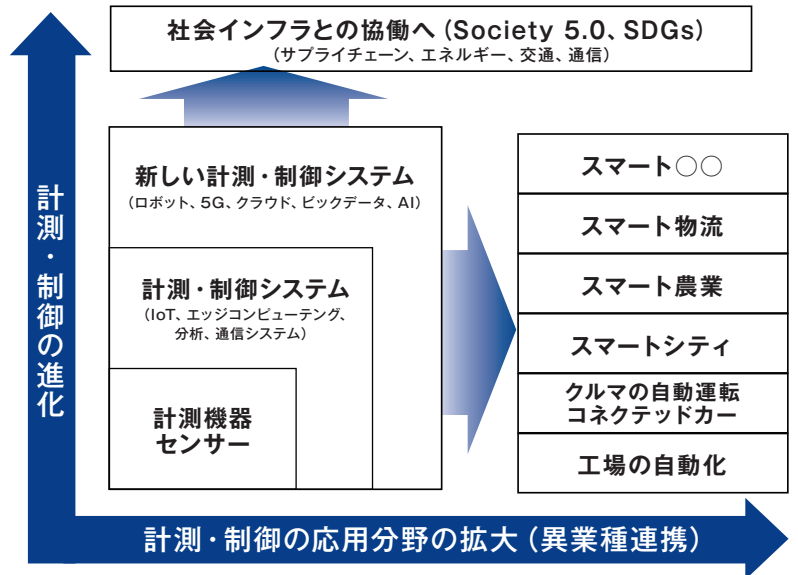 社会インフラとの協働へ（Society 5.0、SDGs）
（サプライチェーン、エネルギー、交通、通信）
計測・制御の進化
新しい計測・制御システム
（ロボット、5G、クラウド、ビックデータ、AI）
計測・制御システム
（IoT、エッジコンピューテング、
分析、通信システム）
計測機器
センサー
スマート○○
スマート物流
スマート農業
スマートシティ
クルマの自動運転
コネクテッドカー
工場の自動化
計測・制御の応用分野の拡大（異業種連携）